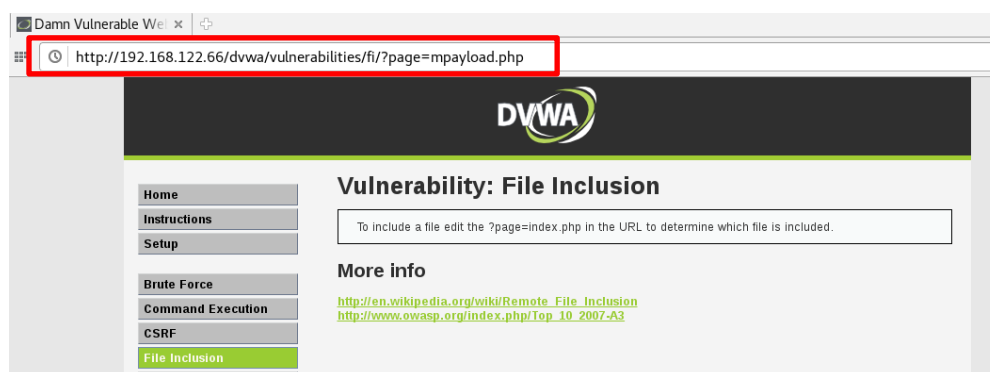 Damn Vulnerable We
http://192.168.122.66/dvwa/vulnerabilities/fi/?page=mpayload.php
DVWA
Vulnerability: File Inclusion
To include a file edit the ?page=index.php in the URL to determine which file is included.
More info
http://en.wikipedia.org/wiki/Remote_File_Inclusion
http://www.owasp.org/index.php/Top_10_2007-A3
Home
Instructions
Setup
Brute Force
Command Execution
CSRF
File Inclusion